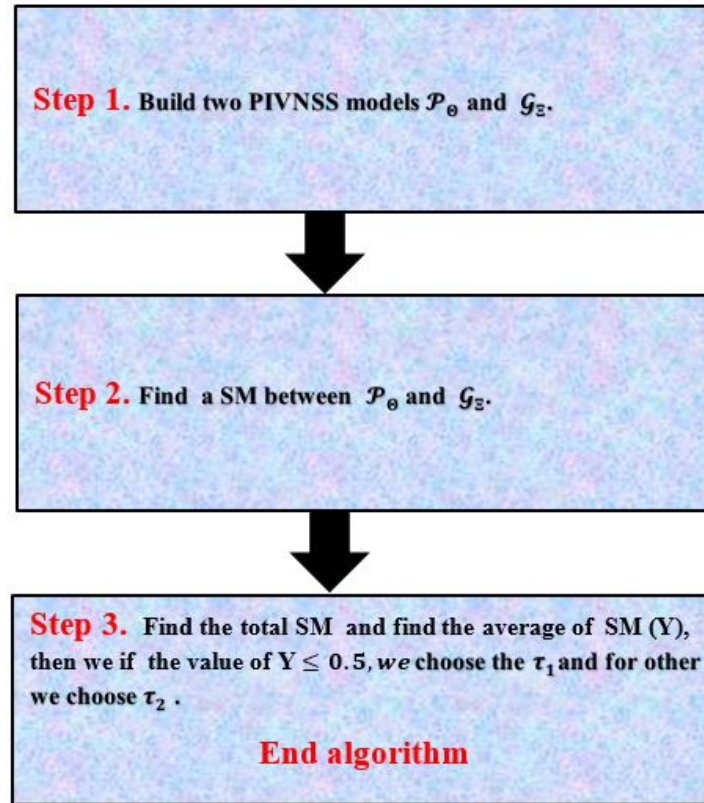 Step 1. Build two PIVNSS models 𝒫_Θ and 𝒢_Ξ.
Step 2. Find a SM between 𝒫_Θ and 𝒢_Ξ.
Step 3. Find the total SM and find the average of SM (Y),
then we if the value of Y ≤ 0.5, we choose the τ₁ and for other
we choose τ₂ .
End algorithm